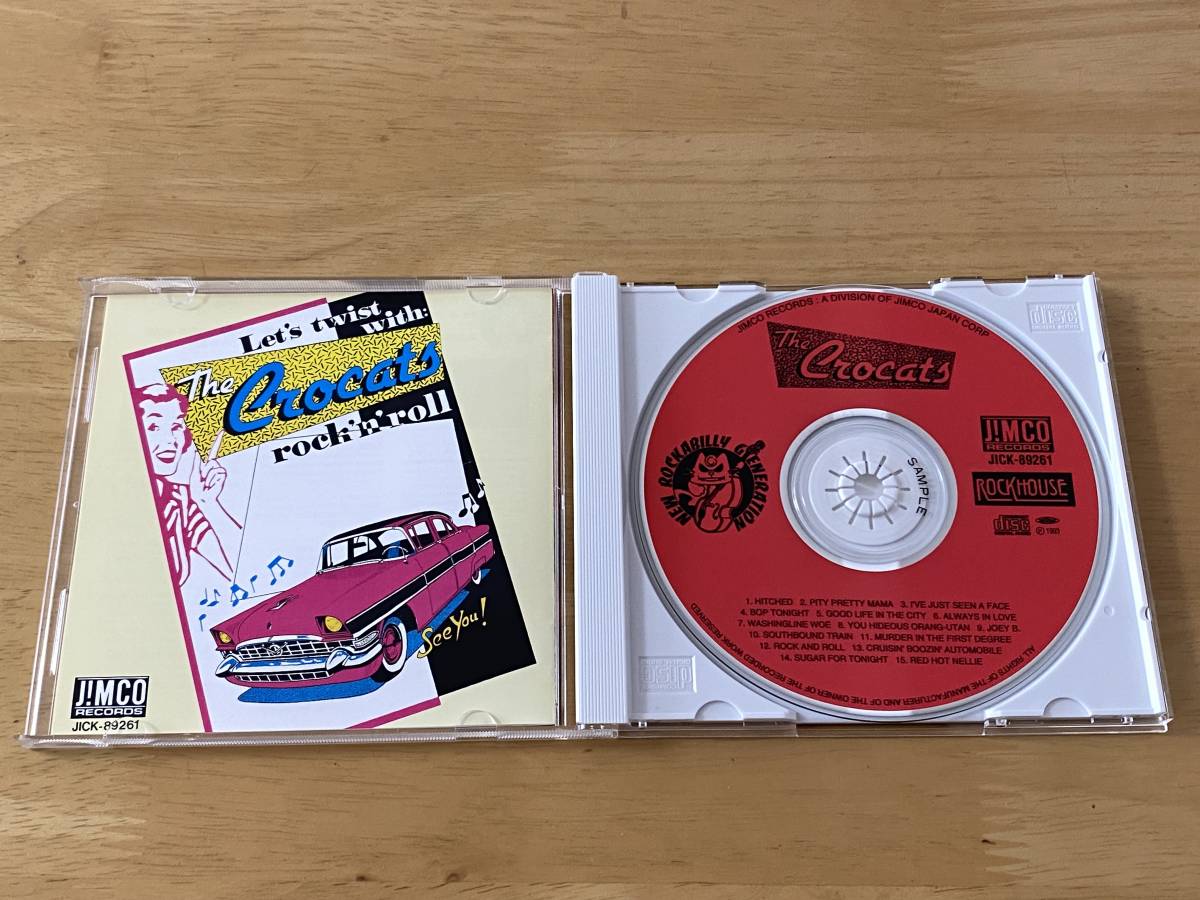 Let's twist
with:
The Crocats
rock'n'roll
See You!
J!MCO
RECORDS
JICK-89261
JIMCO RECORDS : A DIVISION OF JIMCO JAPAN CORP
The Crocats
NEW ROCKABILLY GENERATION
SAMPLE
J!MCO
RECORDS
JICK-89261
ROCKHOUSE
disc
1. HITCHED 2. PITY PRETTY MAMA 3. I'VE JUST SEEN A FACE
4. BOP TONIGHT 5. GOOD LIFE IN THE CITY 6. ALWAYS IN LOVE
7. WASHINGLINE WOE 8. YOU HIDEOUS ORANG-UTAN 9. JOEY B.
10. SOUTHBOUND TRAIN 11. MURDER IN THE FIRST DEGREE
12. ROCK AND ROLL 13. CRUISIN' BOOZIN' AUTOMOBILE
14. SUGAR FOR TONIGHT 15. RED HOT NELLIE
ALL RIGHTS OF THE MANUFACTURER AND OF THE OWNER OF THE RECORDED WORK RESERVED
disc
disc